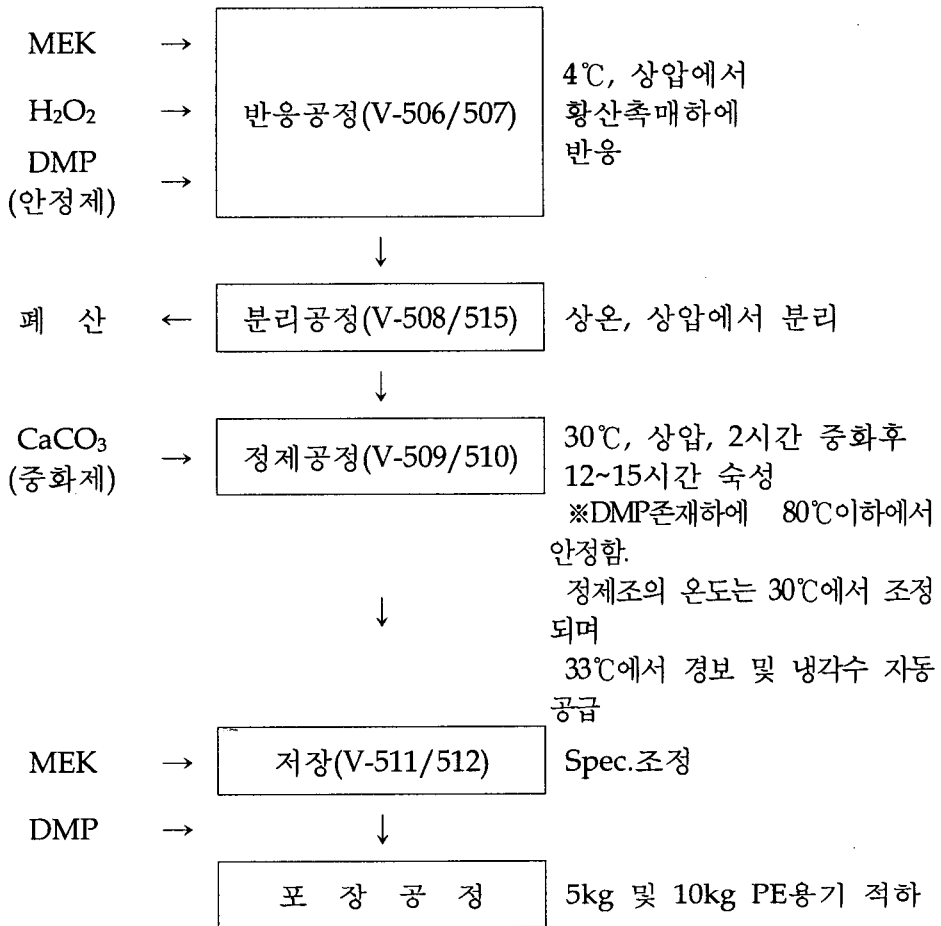 MEK →
H₂O₂ → 반응공정(V-506/507)
DMP
(안정제) →
4℃, 상압에서
황산촉매하에
반응
↓
폐 산 ← 분리공정(V-508/515) 상온, 상압에서 분리
↓
CaCO₃
(중화제) → 정제공정(V-509/510)
30℃, 상압, 2시간 중화후
12~15시간 숙성
※DMP존재하에 80℃이하에서
안정함.
정제조의 온도는 30℃에서 조정
되며
33℃에서 경보 및 냉각수 자동
공급
↓
MEK → 저장(V-511/512) Spec.조정
DMP → ↓
포 장 공 정 5kg 및 10kg PE용기 적하